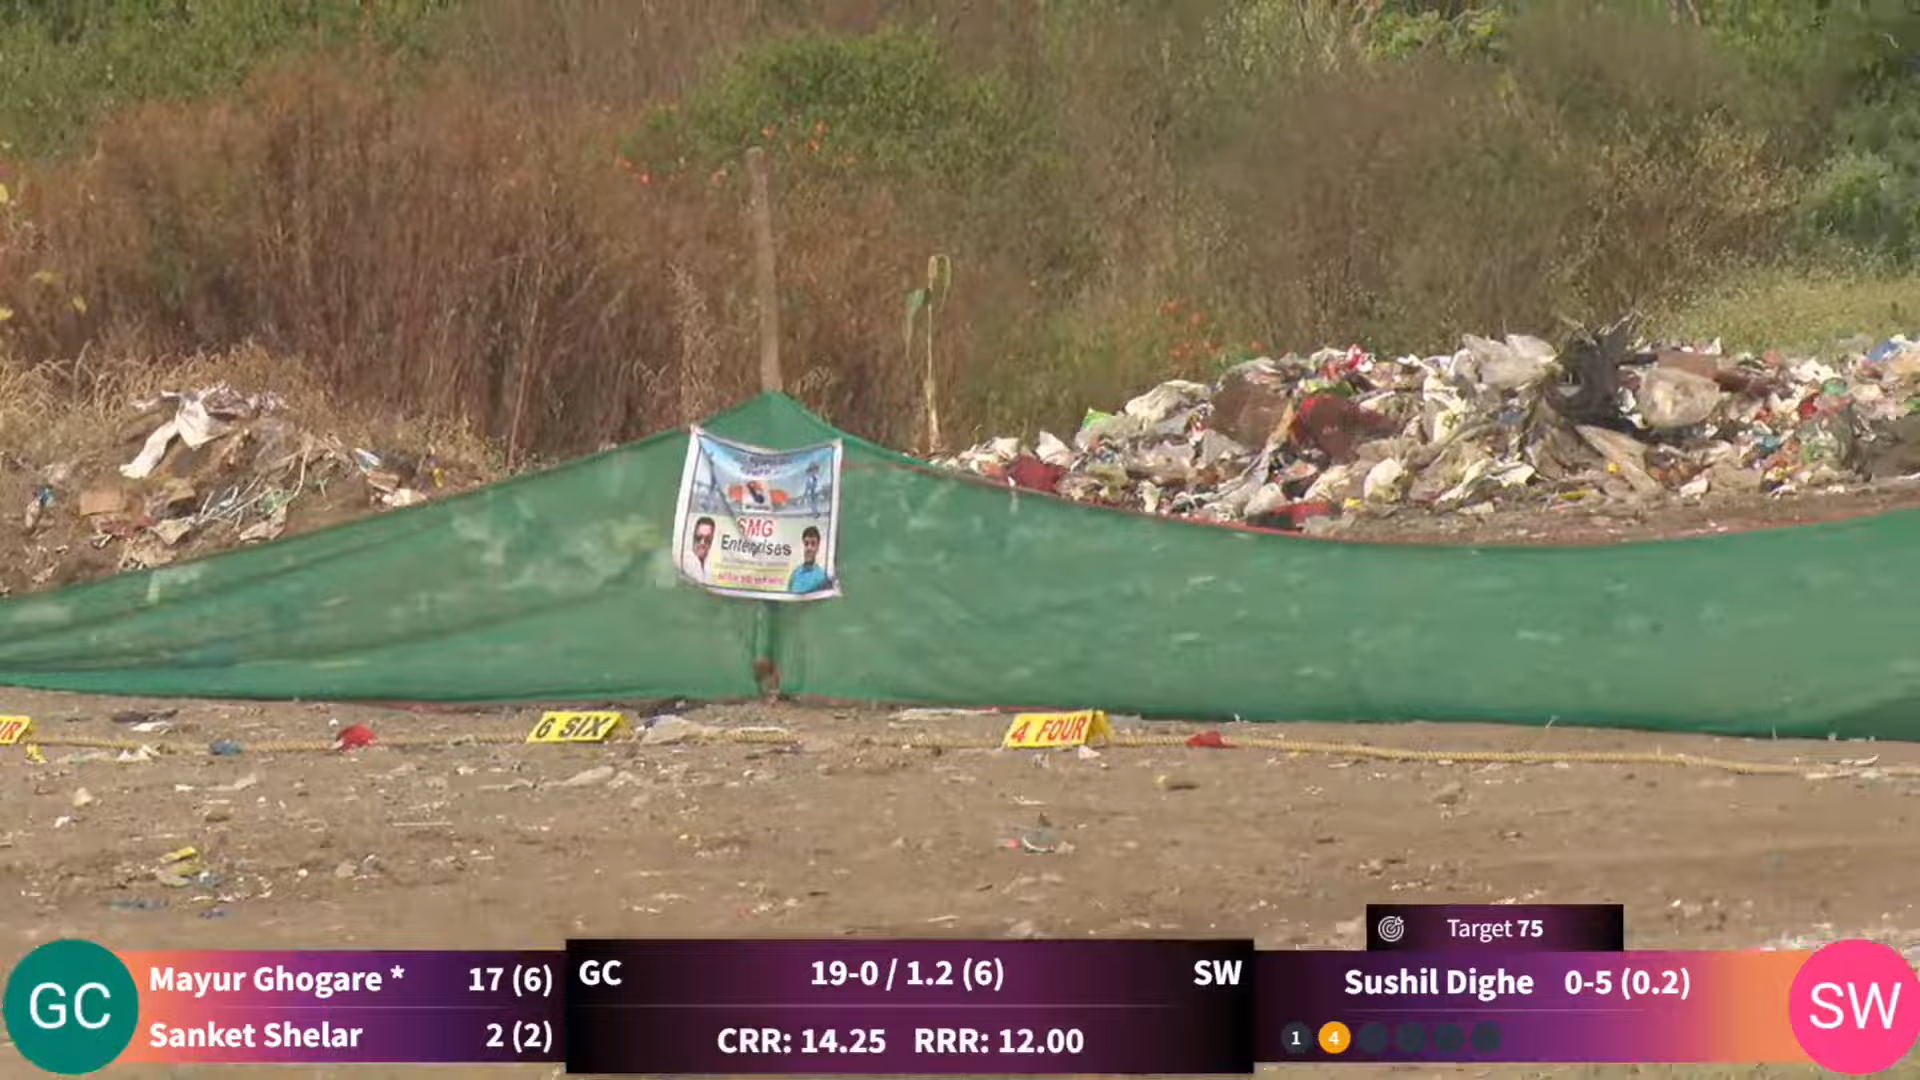 SMG
Enterprises
UR
6 SIX
4 FOUR
Target 75
GC
Mayur Ghogare * 17 (6)
Sanket Shelar 2 (2)
GC 19-0 / 1.2 (6) SW
CRR: 14.25 RRR: 12.00
Sushil Dighe 0-5 (0.2)
1 4
SW